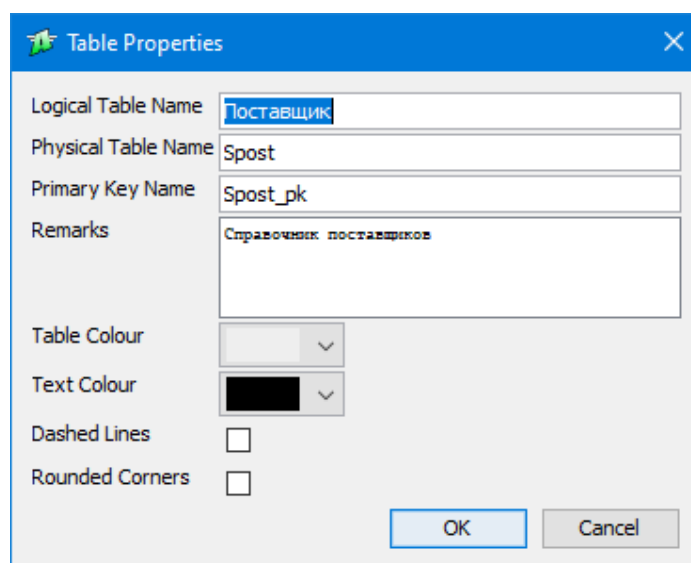 Table Properties
Logical Table Name Поставщик
Physical Table Name Spost
Primary Key Name Spost_pk
Remarks Справочник поставщиков
Table Colour
Text Colour
Dashed Lines
Rounded Corners
OK Cancel